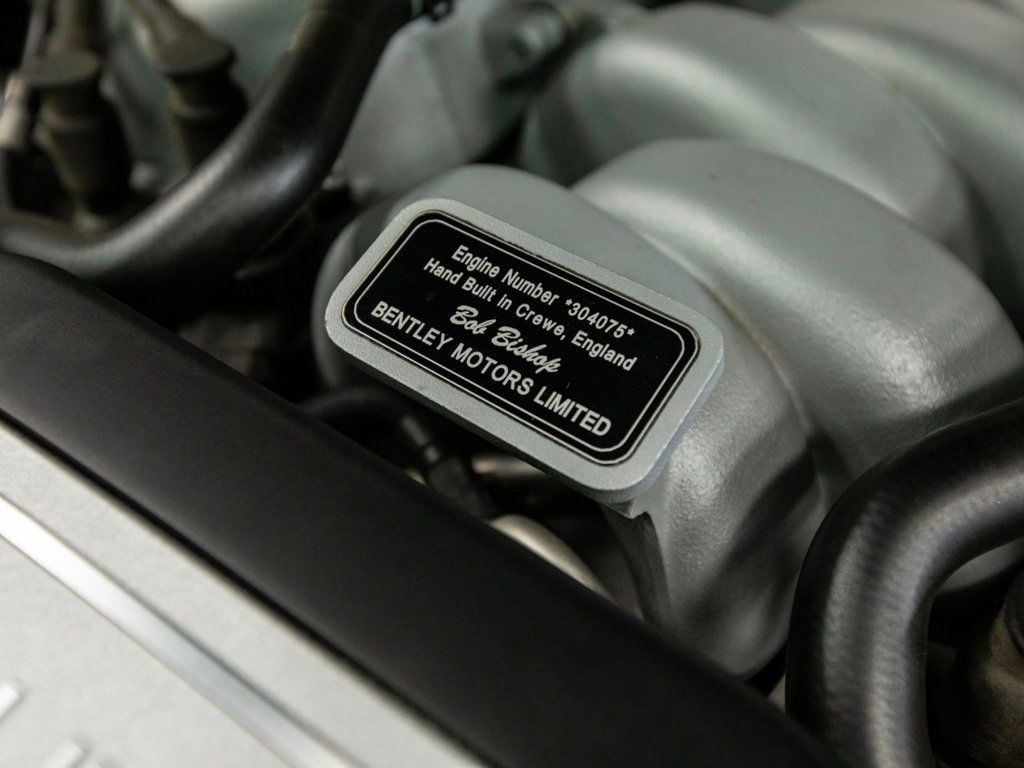 Engine Number *304075*
Hand Built in Crewe, England
Bob Bishop
BENTLEY MOTORS LIMITED